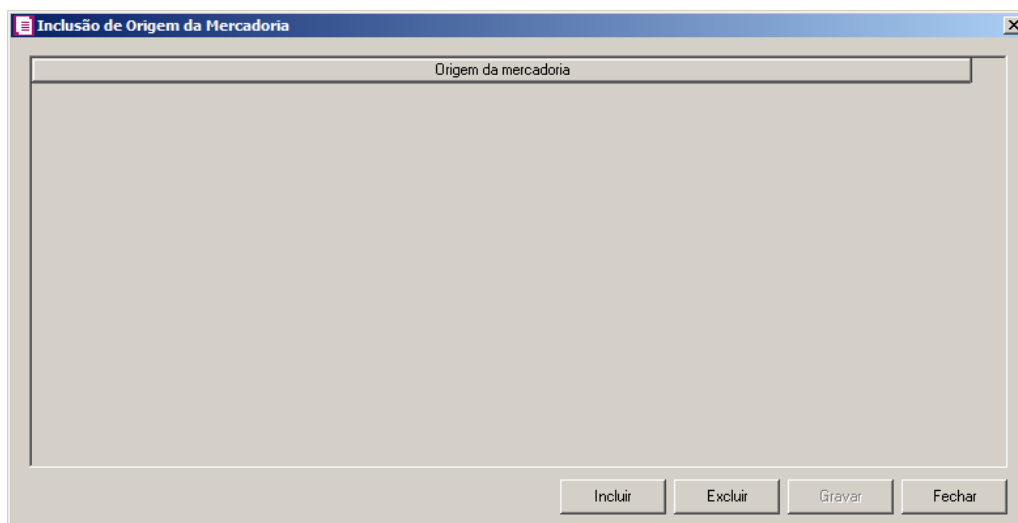 Inclusão de Origem da Mercadoria
Origem da mercadoria
Incluir Excluir Gravar Fechar